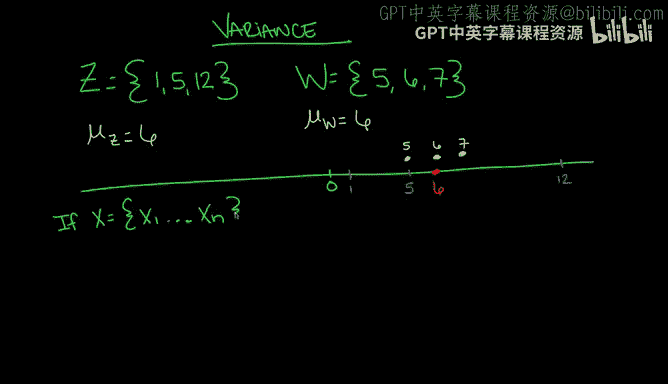 GPT中英字幕课程资源@bilibili.com
GPT中英字幕课程资源 bilibili
VARIANCE
Z={1,5,12} W={5,6,7}
μZ=6 μW=6
5 6 7
0 1 5 6 12
If X={X1 .... Xn}